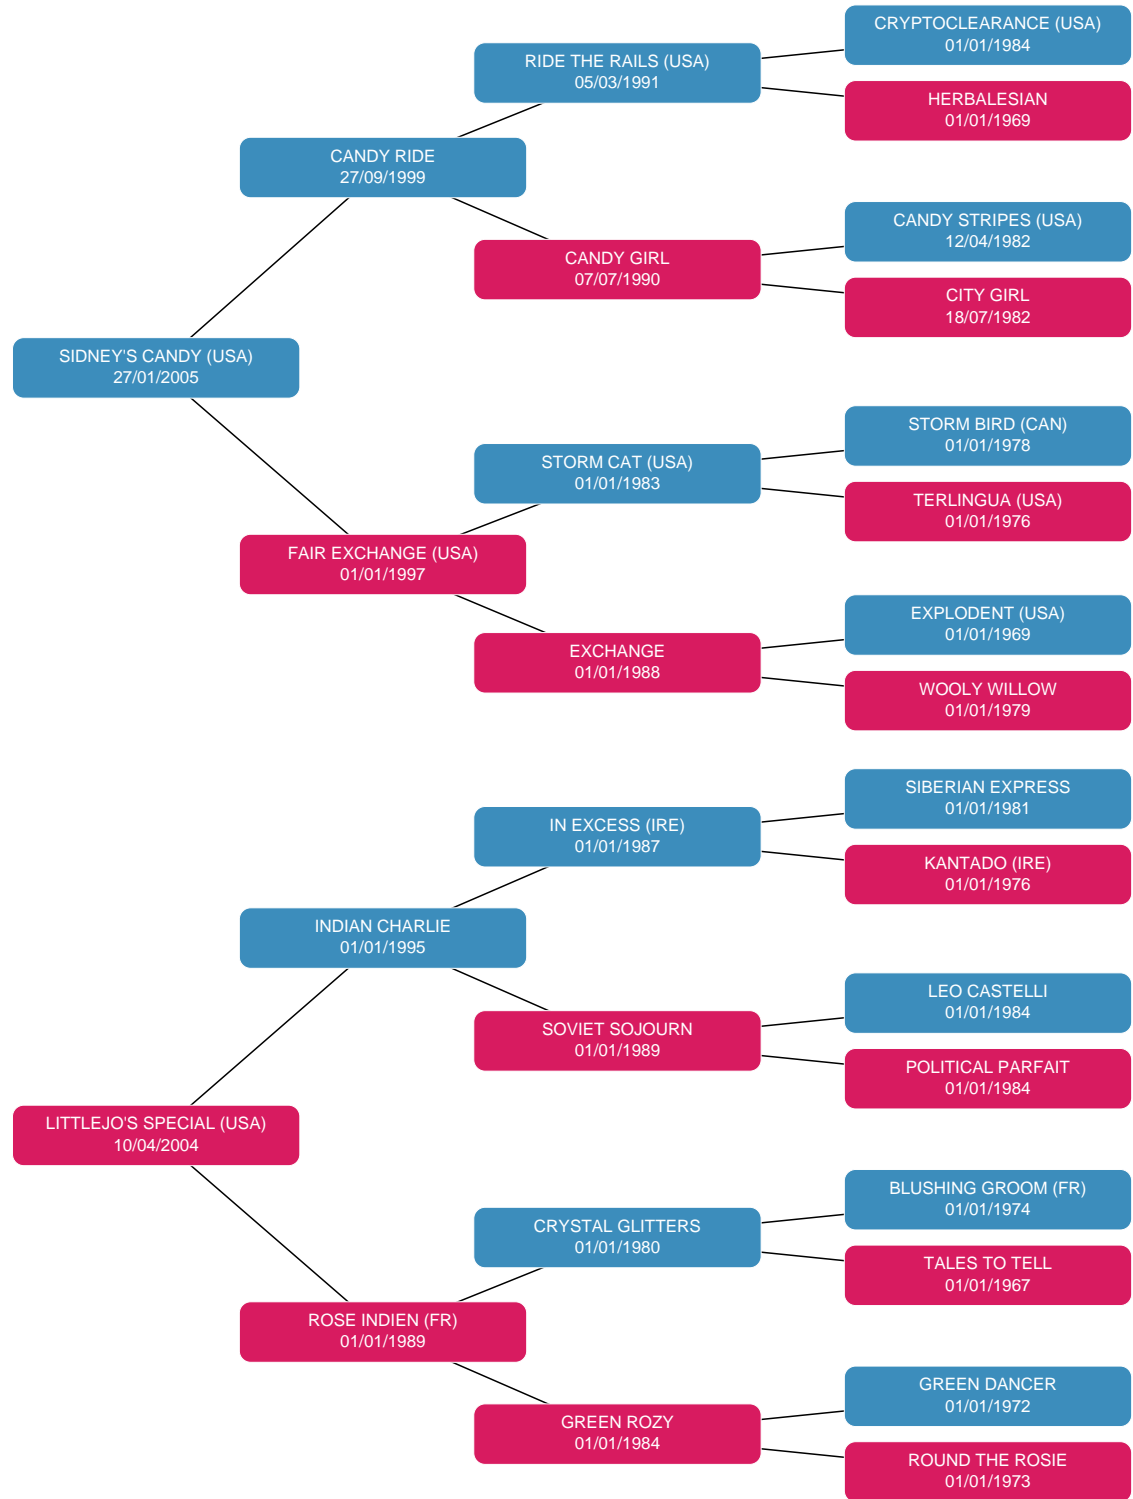 CRYPTOCLEARANCE (USA)
01/01/1984
RIDE THE RAILS (USA)
05/03/1991
HERBALESIAN
01/01/1969
CANDY RIDE
27/09/1999
CANDY STRIPES (USA)
12/04/1982
CANDY GIRL
07/07/1990
CITY GIRL
18/07/1982
SIDNEY'S CANDY (USA)
27/01/2005
STORM BIRD (CAN)
01/01/1978
STORM CAT (USA)
01/01/1983
TERLINGUA (USA)
01/01/1976
FAIR EXCHANGE (USA)
01/01/1997
EXPLODENT (USA)
01/01/1969
EXCHANGE
01/01/1988
WOOLY WILLOW
01/01/1979
SIBERIAN EXPRESS
01/01/1981
IN EXCESS (IRE)
01/01/1987
KANTADO (IRE)
01/01/1976
INDIAN CHARLIE
01/01/1995
LEO CASTELLI
01/01/1984
SOVIET SOJOURN
01/01/1989
POLITICAL PARFAIT
01/01/1984
LITTLEJO'S SPECIAL (USA)
10/04/2004
BLUSHING GROOM (FR)
01/01/1974
CRYSTAL GLITTERS
01/01/1980
TALES TO TELL
01/01/1967
ROSE INDIEN (FR)
01/01/1989
GREEN DANCER
01/01/1972
GREEN ROZY
01/01/1984
ROUND THE ROSIE
01/01/1973